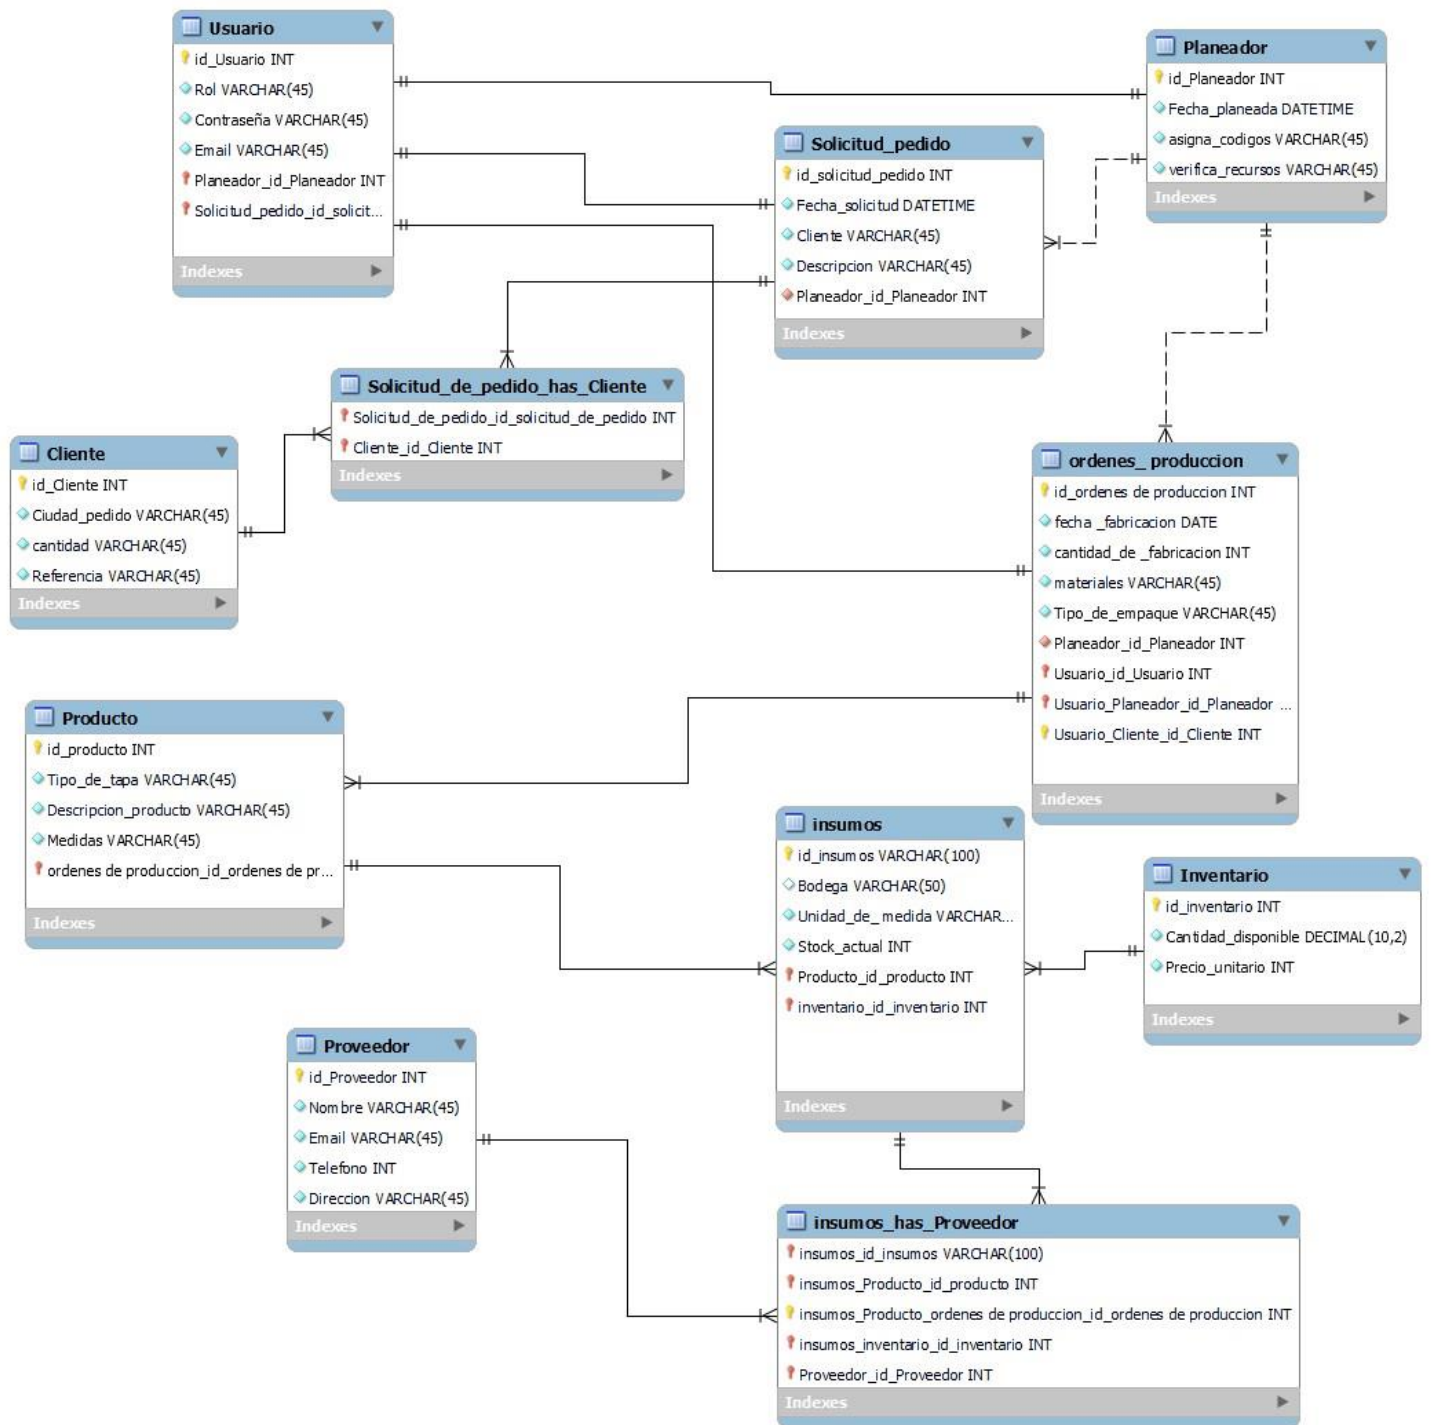 Usuario
id_Usuario INT
Rol VARCHAR(45)
Contraseña VARCHAR(45)
Email VARCHAR(45)
Planeador_id_Planeador INT
Solicitud_pedido_id_solicit...
Indexes
Planeador
id_Planeador INT
Fecha_planeada DATETIME
asigna_codigos VARCHAR(45)
verifica_recursos VARCHAR(45)
Indexes
Solicitud_pedido
id_solicitud_pedido INT
Fecha_solicitud DATETIME
Cliente VARCHAR(45)
Descripcion VARCHAR(45)
Planeador_id_Planeador INT
Indexes
Solicitud_de_pedido_has_Cliente
Solicitud_de_pedido_id_solicitud_de_pedido INT
Cliente_id_Cliente INT
Indexes
Cliente
id_Cliente INT
Ciudad_pedido VARCHAR(45)
cantidad VARCHAR(45)
Referencia VARCHAR(45)
Indexes
ordenes_ produccion
id_ordenes de produccion INT
fecha _fabricacion DATE
cantidad_de _fabricacion INT
materiales VARCHAR(45)
Tipo_de_empaque VARCHAR(45)
Planeador_id_Planeador INT
Usuario_id_Usuario INT
Usuario_Planeador_id_Planeador ...
Usuario_Cliente_id_Cliente INT
Indexes
Producto
id_producto INT
Tipo_de_tapa VARCHAR(45)
Descripcion_producto VARCHAR(45)
Medidas VARCHAR(45)
ordenes de produccion_id_ordenes de pr...
Indexes
insumos
id_insumos VARCHAR(100)
Bodega VARCHAR(50)
Unidad_de_ medida VARCHAR...
Stock_actual INT
Producto_id_producto INT
inventario_id_inventario INT
Indexes
Inventario
id_inventario INT
Cantidad_disponible DECIMAL(10,2)
Precio_unitario INT
Indexes
Proveedor
id_Proveedor INT
Nombre VARCHAR(45)
Email VARCHAR(45)
Telefono INT
Direccion VARCHAR(45)
Indexes
insumos_has_Proveedor
insumos_id_insumos VARCHAR(100)
insumos_Producto_id_producto INT
insumos_Producto_ordenes de produccion_id_ordenes de produccion INT
insumos_inventario_id_inventario INT
Proveedor_id_Proveedor INT
Indexes